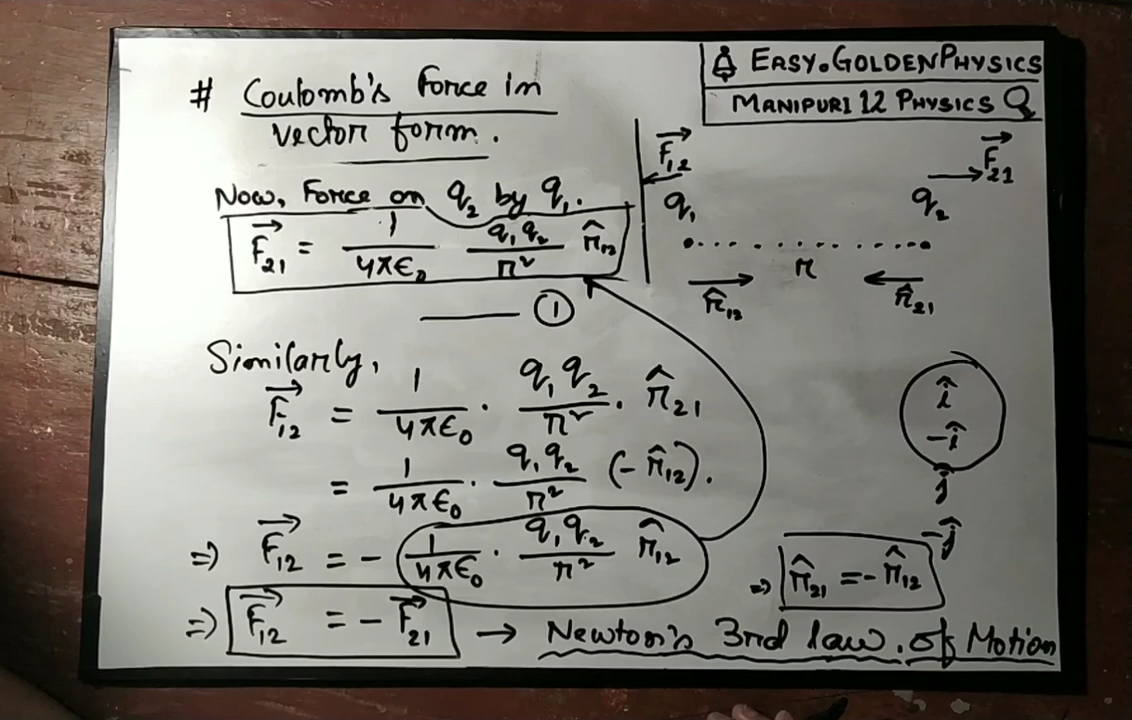 # Coulomb's Force in
vector form.
EASY.GOLDENPHYSICS
MANIPURI 12 PHYSICS
Now, Force on q₂ by q₁.
F⃗₂₁ = 1/4πε₀ q₁q₂/r² r̂₁₂
① 
F⃗₁₂ F⃗₂₁
q₁ q₂
r
r̂₁₂ r̂₂₁
Similarly,
F⃗₁₂ = 1/4πε₀ · q₁q₂/r² · r̂₂₁
= 1/4πε₀ · q₁q₂/r² (-r̂₁₂).
⇒ F⃗₁₂ = - 1/4πε₀ · q₁q₂/r² r̂₁₂
î
-î
ĵ
-ĵ
⇒ r̂₂₁ = - r̂₁₂
⇒ F⃗₁₂ = - F⃗₂₁ → Newton's 3rd law. of Motion